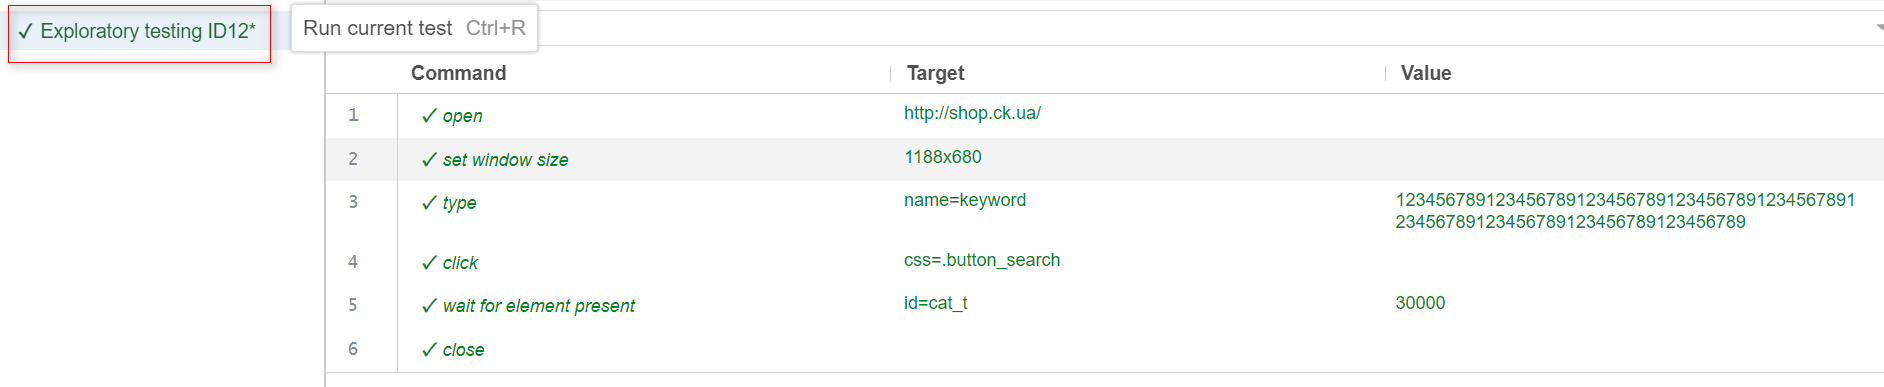 ✓ Exploratory testing ID12*
Run current test Ctrl+R
Command Target Value
1 ✓ open http://shop.ck.ua/
2 ✓ set window size 1188x680
3 ✓ type name=keyword 1234567891234567891234567891234567891234567891
23456789123456789123456789123456789
4 ✓ click css=.button_search
5 ✓ wait for element present id=cat_t 30000
6 ✓ close